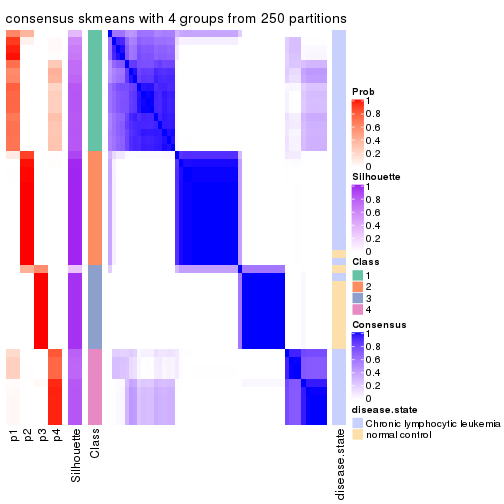 consensus skmeans with 4 groups from 250 partitions
Prob
1
0.8
0.6
0.4
0.2
0
Silhouette
1
0.8
0.6
0.4
0.2
0
Class
1
2
3
4
Consensus
1
0.8
0.6
0.4
0.2
0
disease.state
Chronic lymphocytic leukemia
normal control
p1
p2
p3
p4
Silhouette
Class
disease.state